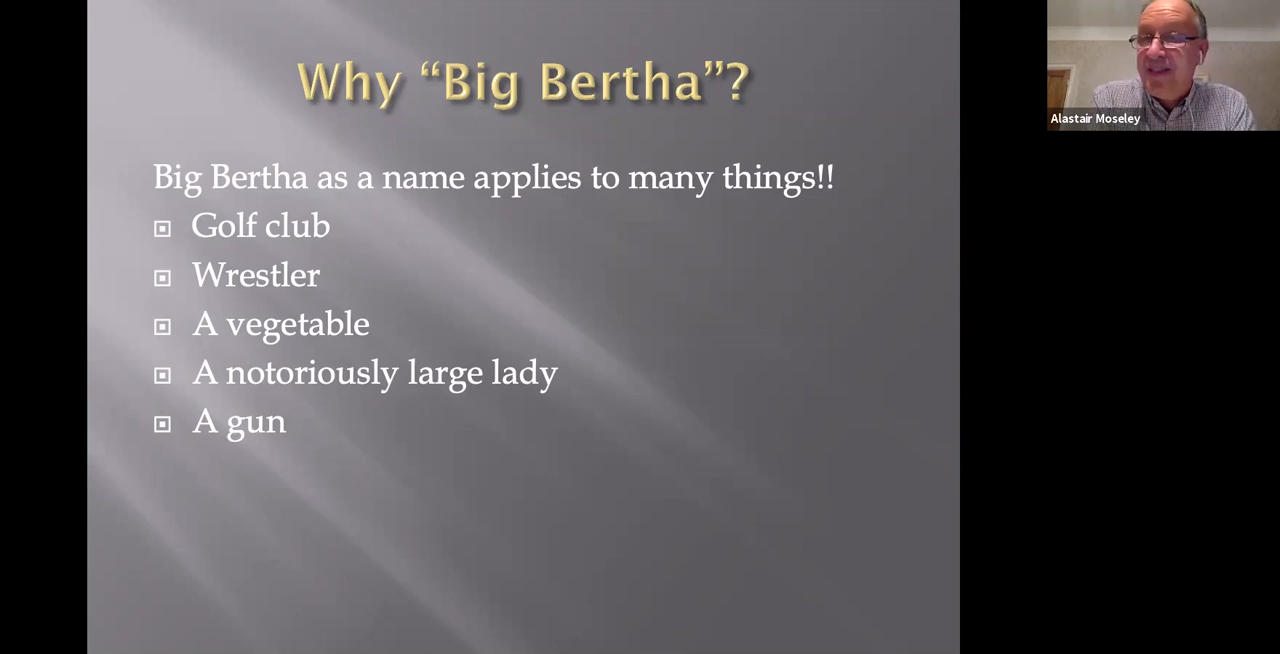 Why “Big Bertha”?
Big Bertha as a name applies to many things!!
Golf club
Wrestler
A vegetable
A notoriously large lady
A gun
Alastair Moseley